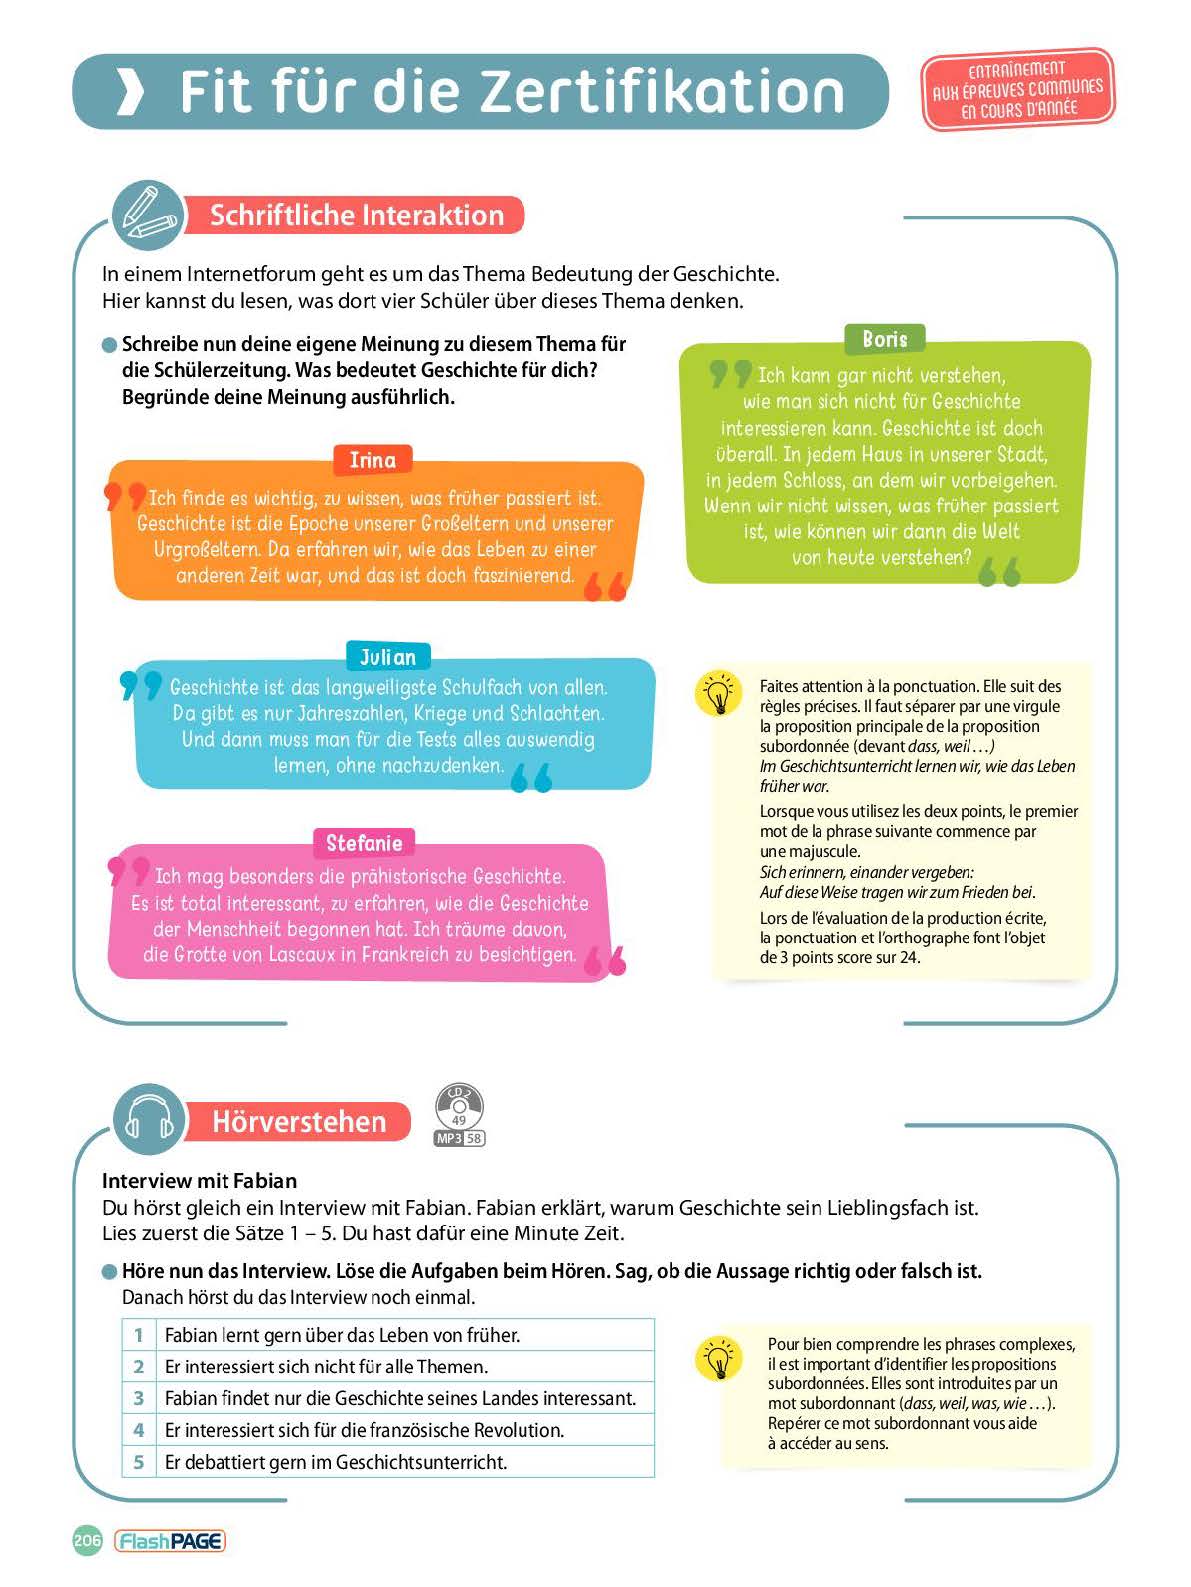 Fit für die Zertifikation
ENTRAÎNEMENT
AUX ÉPREUVES COMMUNES
EN COURS D'ANNÉE
Schriftliche Interaktion
In einem Internetforum geht es um das Thema Bedeutung der Geschichte.
Hier kannst du lesen, was dort vier Schüler über dieses Thema denken.
Schreibe nun deine eigene Meinung zu diesem Thema für
die Schülerzeitung. Was bedeutet Geschichte für dich?
Begründe deine Meinung ausführlich.
Irina
Ich finde es wichtig, zu wissen, was früher passiert ist.
Geschichte ist die Epoche unserer Großeltern und unserer
Urgroßeltern. Da erfahren wir, wie das Leben zu einer
anderen Zeit war, und das ist doch faszinierend.
Boris
Ich kann gar nicht verstehen,
wie man sich nicht für Geschichte
interessieren kann. Geschichte ist doch
überall. In jedem Haus in unserer Stadt,
in jedem Schloss, an dem wir vorbeigehen.
Wenn wir nicht wissen, was früher passiert
ist, wie können wir dann die Welt
von heute verstehen?
Julian
Geschichte ist das langweiligste Schulfach von allen.
Da gibt es nur Jahreszahlen, Kriege und Schlachten.
Und dann muss man für die Tests alles auswendig
lernen, ohne nachzudenken.
Stefanie
Ich mag besonders die prähistorische Geschichte.
Es ist total interessant, zu erfahren, wie die Geschichte
der Menschheit begonnen hat. Ich träume davon,
die Grotte von Lascaux in Frankreich zu besichtigen.
Faites attention à la ponctuation. Elle suit des
règles précises. Il faut séparer par une virgule
la proposition principale de la proposition
subordonnée (devant dass, weil…)
Im Geschichtsunterricht lernen wir, wie das Leben
früher war.
Lorsque vous utilisez les deux points, le premier
mot de la phrase suivante commence par
une majuscule.
Sich erinnern, einander vergeben:
Auf diese Weise tragen wir zum Frieden bei.
Lors de l'évaluation de la production écrite,
la ponctuation et l'orthographe font l'objet
de 3 points score sur 24.
Hörverstehen
CD 2
49
MP3 58
Interview mit Fabian
Du hörst gleich ein Interview mit Fabian. Fabian erklärt, warum Geschichte sein Lieblingsfach ist.
Lies zuerst die Sätze 1 – 5. Du hast dafür eine Minute Zeit.
Höre nun das Interview. Löse die Aufgaben beim Hören. Sag, ob die Aussage richtig oder falsch ist.
Danach hörst du das Interview noch einmal.
1 Fabian lernt gern über das Leben von früher.
2 Er interessiert sich nicht für alle Themen.
3 Fabian findet nur die Geschichte seines Landes interessant.
4 Er interessiert sich für die französische Revolution.
5 Er debattiert gern im Geschichtsunterricht.
Pour bien comprendre les phrases complexes,
il est important d'identifier les propositions
subordonnées. Elles sont introduites par un
mot subordonnant (dass, weil, was, wie…).
Repérer ce mot subordonnant vous aide
à accéder au sens.
206 FlashPAGE